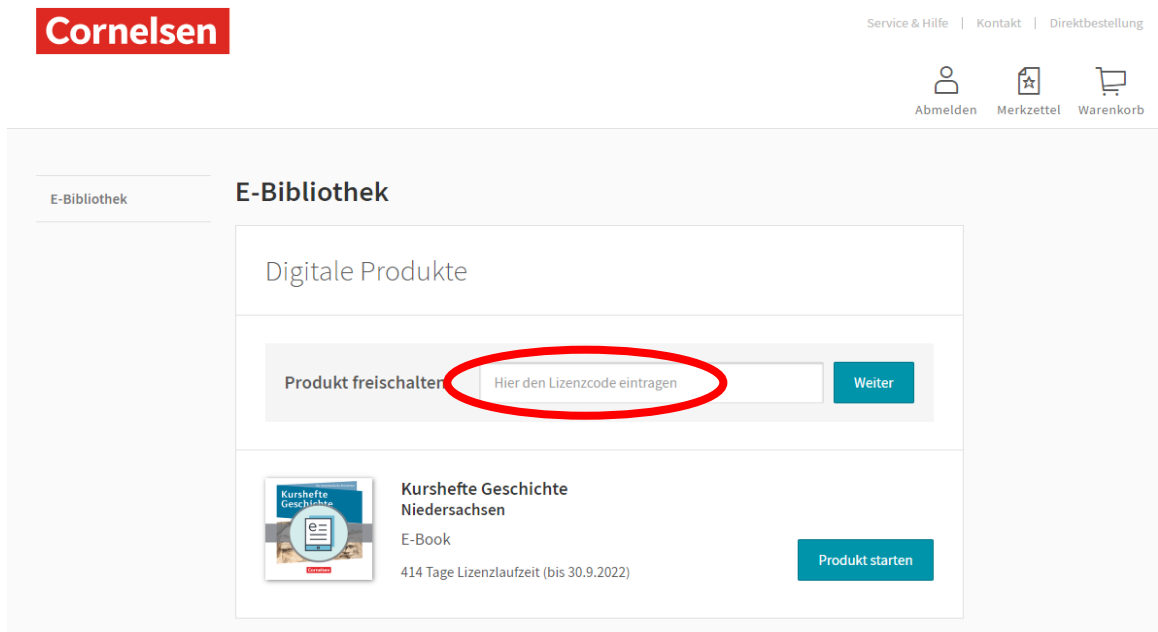 Cornelsen
Service & Hilfe | Kontakt | Direktbestellung
Abmelden Merkzettel Warenkorb
E-Bibliothek
E-Bibliothek
Digitale Produkte
Produkt freischalten Hier den Lizenzcode eintragen Weiter
Kurshefte
Geschichte
Cornelsen
Kurshefte Geschichte
Niedersachsen
E-Book
414 Tage Lizenzlaufzeit (bis 30.9.2022)
Produkt starten